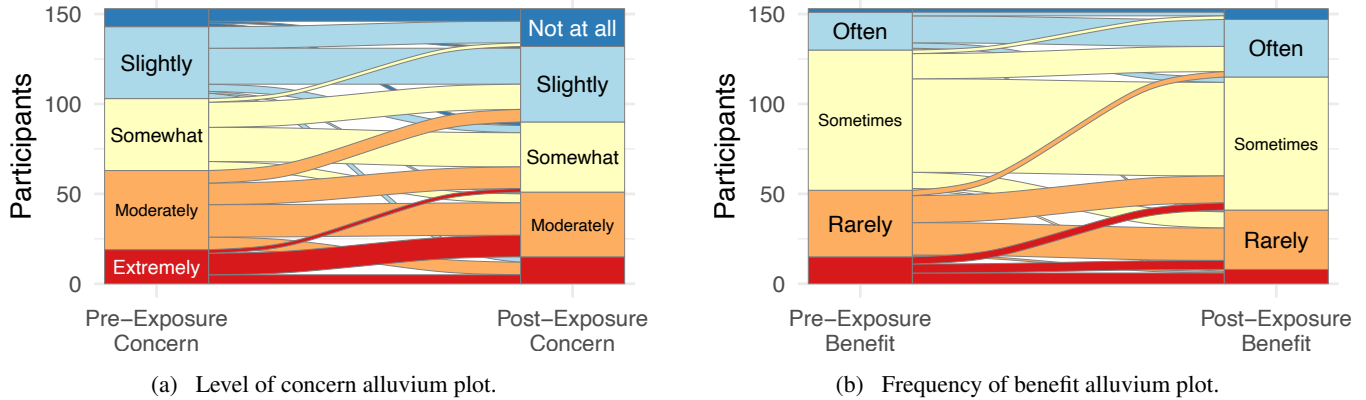 150
100
50
0
Participants
Slightly
Somewhat
Moderately
Extremely
Not at all
Slightly
Somewhat
Moderately
Pre−Exposure
Concern
Post−Exposure
Concern
(a) Level of concern alluvium plot.
150
100
50
0
Participants
Often
Sometimes
Rarely
Often
Sometimes
Rarely
Pre−Exposure
Benefit
Post−Exposure
Benefit
(b) Frequency of benefit alluvium plot.